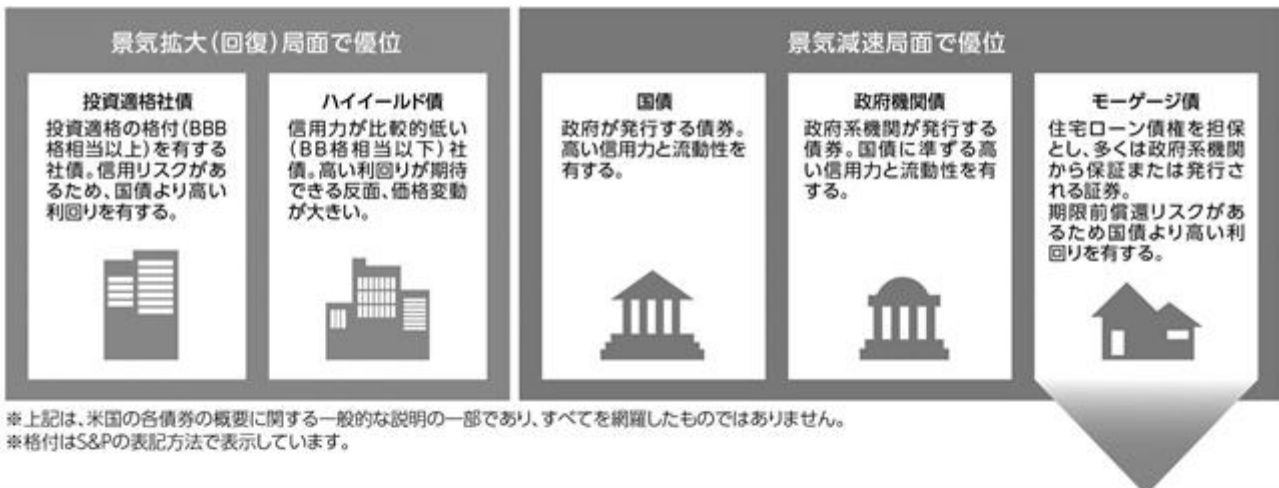 景気拡大(回復)局面で優位
投資適格社債
投資適格の格付(BBB
格相当以上)を有する
社債。信用リスクがあ
るため、国債より高い
利回りを有する。
ハイイールド債
信用力が比較的低い
(BB格相当以下)社
債。高い利回りが期待
できる反面、価格変動
が大きい。
景気減速局面で優位
国債
政府が発行する債券。
高い信用力と流動性を
有する。
政府機関債
政府系機関が発行する
債券。国債に準ずる高
い信用力と流動性を有
する。
モーゲージ債
住宅ローン債権を担保
とし、多くは政府系機関
から保証または発行さ
れる証券。
期限前償還リスクがあ
るため国債より高い利
回りを有する。
※上記は、米国の各債券の概要に関する一般的な説明の一部であり、すべてを網羅したものではありません。
※格付はS&Pの表記方法で表示しています。